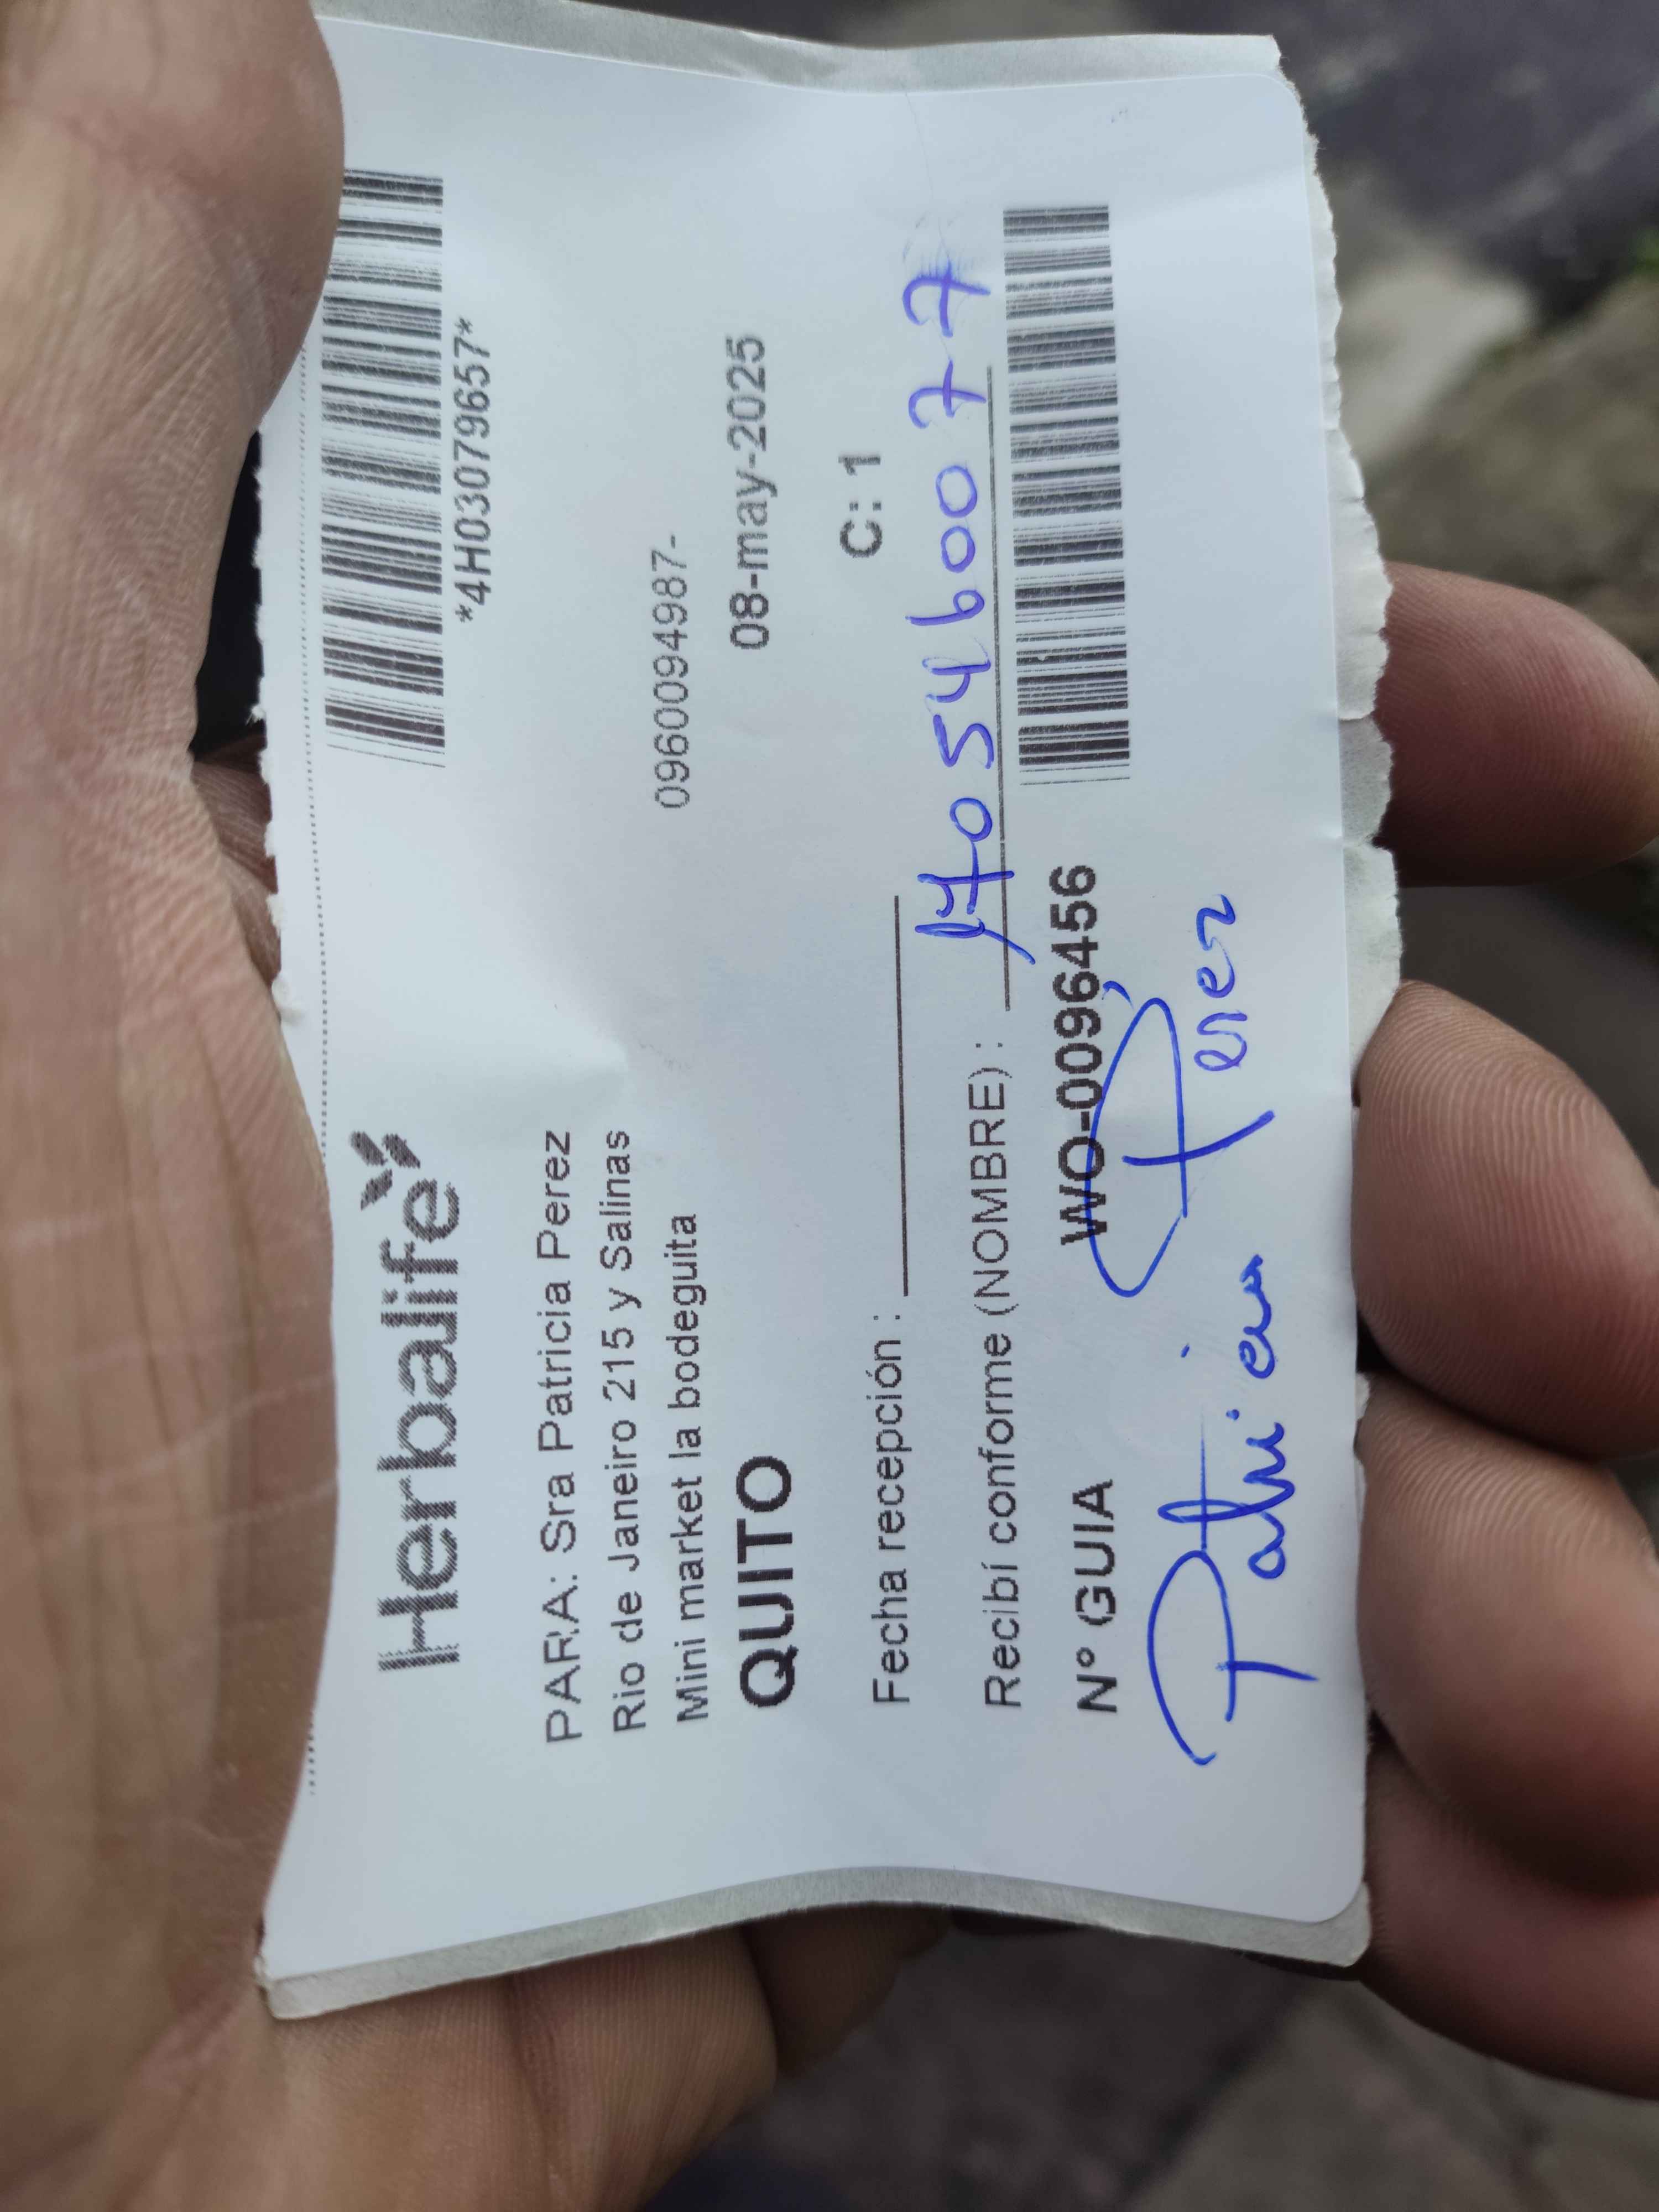 Herbalife
*4H03079657*
PARA: Sra Patricia Perez
Rio de Janeiro 215 y Salinas
Mini market la bodeguita
0960094987-
QUITO
08-may-2025
C: 1
Fecha recepción :
Recibí conforme (NOMBRE) : 1705460077
N° GUIA WO-0096456
Patricia Perez